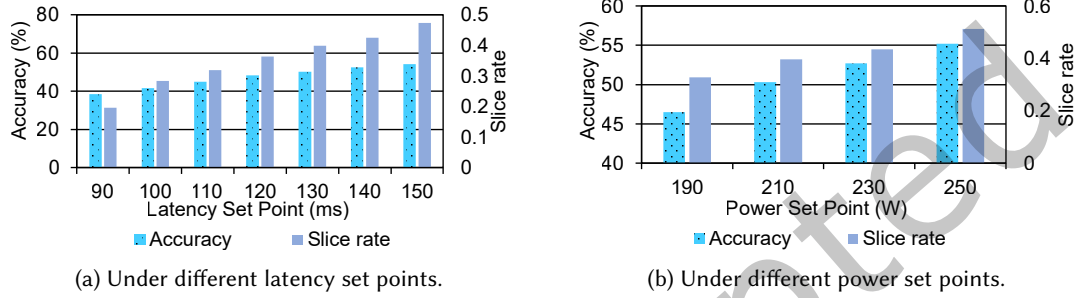 80
60
40
20
0
Accuracy (%)
0.5
0.4
0.3
0.2
0.1
0
Slice rate
90 100 110 120 130 140 150
Latency Set Point (ms)
Accuracy Slice rate
(a) Under different latency set points.
60
55
50
45
40
Accuracy (%)
0.6
0.4
0.2
0
Slice rate
190 210 230 250
Power Set Point (W)
Accuracy Slice rate
(b) Under different power set points.